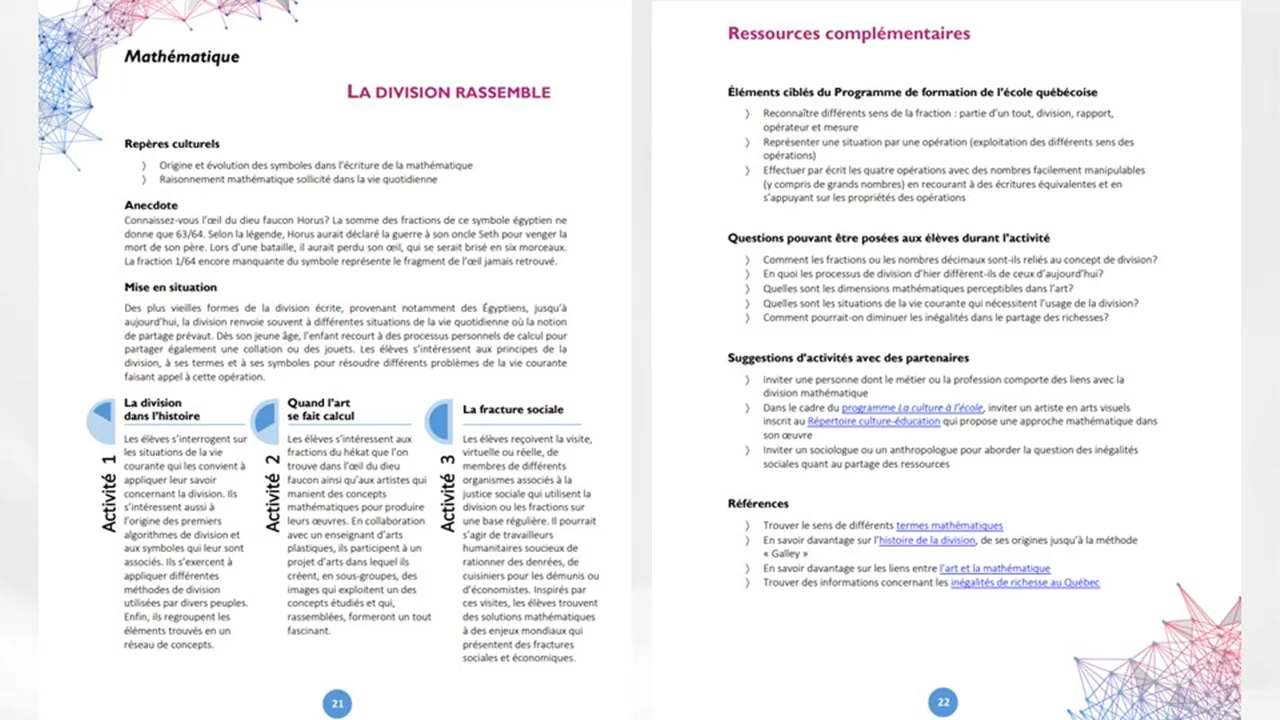 Mathématique
LA DIVISION RASSEMBLE
Repères culturels
〉 Origine et évolution des symboles dans l'écriture de la mathématique
〉 Raisonnement mathématique sollicité dans la vie quotidienne
Anecdote
Connaissez-vous l'œil du dieu faucon Horus? La somme des fractions de ce symbole égyptien ne
donne que 63/64. Selon la légende, Horus aurait déclaré la guerre à son oncle Seth pour venger la
mort de son père. Lors d'une bataille, il aurait perdu son œil, qui se serait brisé en six morceaux.
La fraction 1/64 encore manquante du symbole représente le fragment de l'œil jamais retrouvé.
Mise en situation
Des plus vieilles formes de la division écrite, provenant notamment des Égyptiens, jusqu'à
aujourd'hui, la division renvoie souvent à différentes situations de la vie quotidienne où la notion
de partage prévaut. Dès son jeune âge, l'enfant recourt à des processus personnels de calcul pour
partager également une collation ou des jouets. Les élèves s'intéressent aux principes de la
division, à ses termes et à ses symboles pour résoudre différents problèmes de la vie courante
faisant appel à cette opération.
Activité 1
La division
dans l'histoire
Les élèves s'interrogent sur
les situations de la vie
courante qui les convient à
appliquer leur savoir
concernant la division. Ils
s'intéressent aussi à
l'origine des premiers
algorithmes de division et
aux symboles qui leur sont
associés. Ils s'exercent à
appliquer différentes
méthodes de division
utilisées par divers peuples.
Enfin, ils regroupent les
éléments trouvés en un
réseau de concepts.
Activité 2
Quand l'art
se fait calcul
Les élèves s'intéressent aux
fractions du hékat que l'on
trouve dans l'œil du dieu
faucon ainsi qu'aux artistes qui
manient des concepts
mathématiques pour produire
leurs œuvres. En collaboration
avec un enseignant d'arts
plastiques, ils participent à un
projet d'arts dans lequel ils
créent, en sous-groupes, des
images qui exploitent un des
concepts étudiés et qui,
rassemblées, formeront un tout
fascinant.
Activité 3
La fracture sociale
Les élèves reçoivent la visite,
virtuelle ou réelle, de
membres de différents
organismes associés à la
justice sociale qui utilisent la
division ou les fractions sur
une base régulière. Il pourrait
s'agir de travailleurs
humanitaires soucieux de
rationner des denrées, de
cuisiniers pour les démunis ou
d'économistes. Inspirés par
ces visites, les élèves trouvent
des solutions mathématiques
à des enjeux mondiaux qui
présentent des fractures
sociales et économiques.
21
Ressources complémentaires
Éléments ciblés du Programme de formation de l'école québécoise
〉 Reconnaître différents sens de la fraction : partie d'un tout, division, rapport,
opérateur et mesure
〉 Représenter une situation par une opération (exploitation des différents sens des
opérations)
〉 Effectuer par écrit les quatre opérations avec des nombres facilement manipulables
(y compris de grands nombres) en recourant à des écritures équivalentes et en
s'appuyant sur les propriétés des opérations
Questions pouvant être posées aux élèves durant l'activité
〉 Comment les fractions ou les nombres décimaux sont-ils reliés au concept de division?
〉 En quoi les processus de division d'hier diffèrent-ils de ceux d'aujourd'hui?
〉 Quelles sont les dimensions mathématiques perceptibles dans l'art?
〉 Quelles sont les situations de la vie courante qui nécessitent l'usage de la division?
〉 Comment pourrait-on diminuer les inégalités dans le partage des richesses?
Suggestions d'activités avec des partenaires
〉 Inviter une personne dont le métier ou la profession comporte des liens avec la
division mathématique
〉 Dans le cadre du programme La culture à l'école, inviter un artiste en arts visuels
inscrit au Répertoire culture-éducation qui propose une approche mathématique dans
son œuvre
〉 Inviter un sociologue ou un anthropologue pour aborder la question des inégalités
sociales quant au partage des ressources
Références
〉 Trouver le sens de différents termes mathématiques
〉 En savoir davantage sur l'histoire de la division, de ses origines jusqu'à la méthode
« Galley »
〉 En savoir davantage sur les liens entre l'art et la mathématique
〉 Trouver des informations concernant les inégalités de richesse au Québec
22